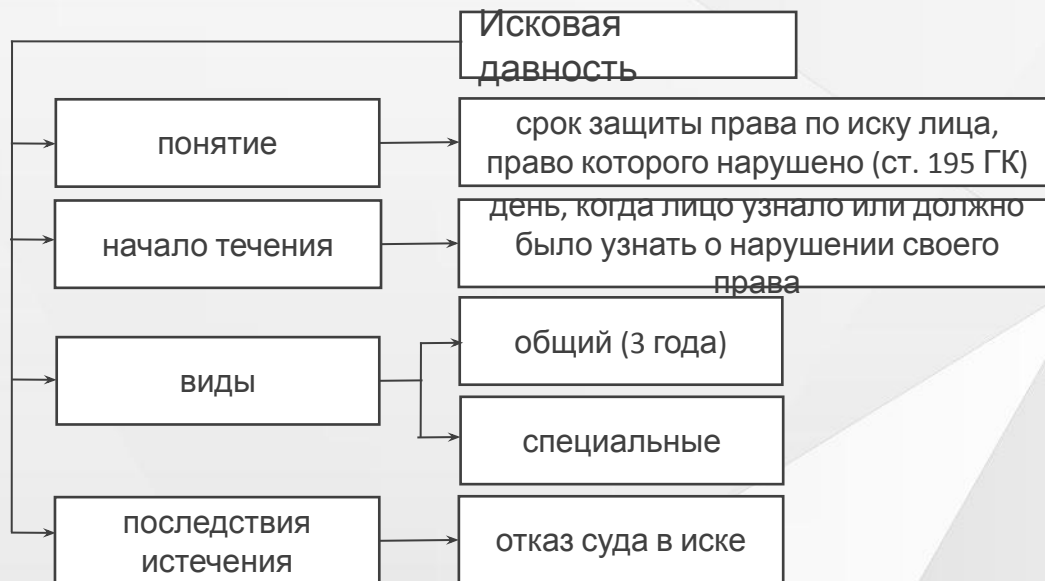 Исковая
давность
понятие
срок защиты права по иску лица,
право которого нарушено (ст. 195 ГК)
начало течения
день, когда лицо узнало или должно
было узнать о нарушении своего
права
виды
общий (3 года)
специальные
последствия
истечения
отказ суда в иске